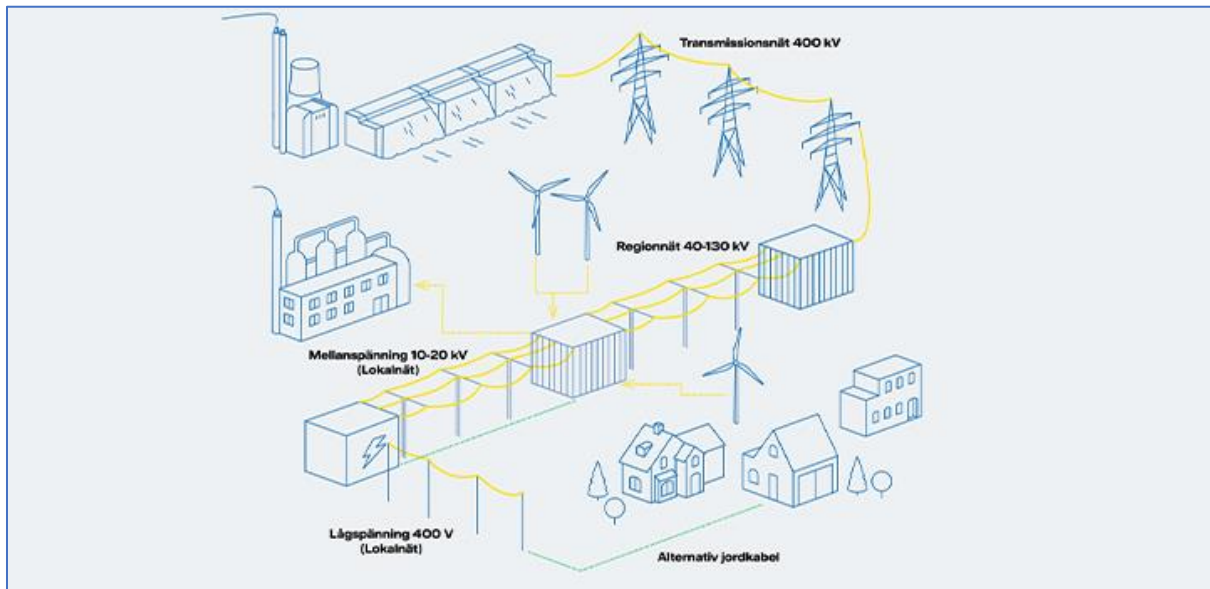 Transmissionsnät 400 kV
Regionnät 40-130 kV
Mellanspänning 10-20 kV
(Lokalnät)
Lågspänning 400 V
(Lokalnät)
Alternativ jordkabel